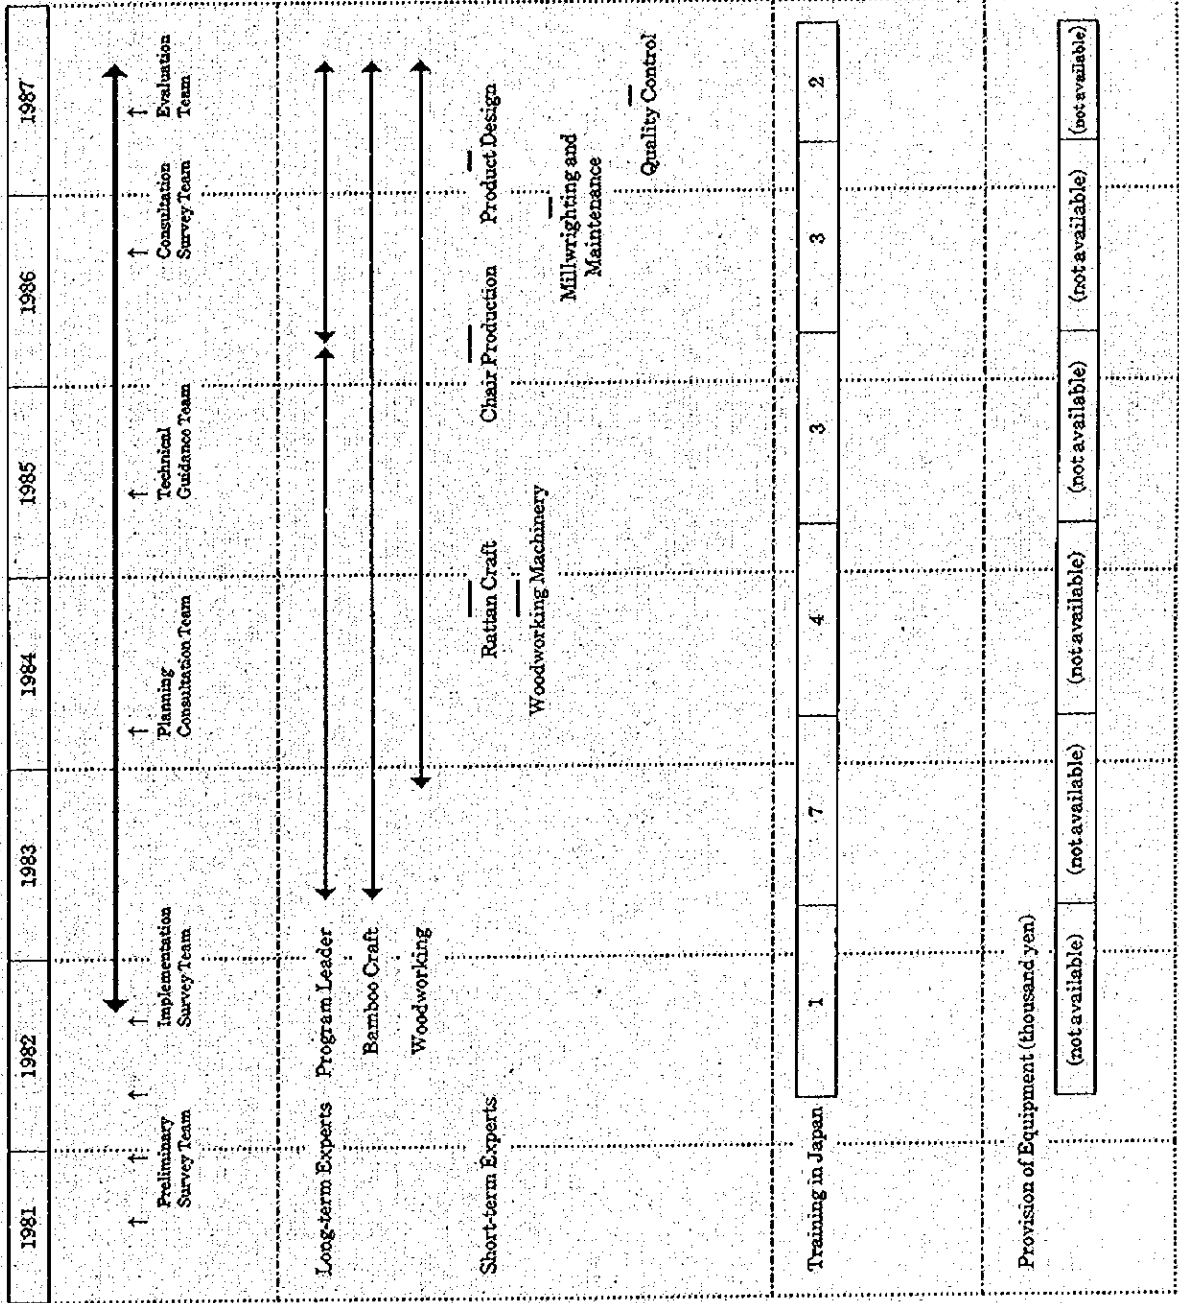 1981 1982 1983 1984 1985 1986 1987
↑ ↑ ↑ ↑ ↑ ↑ ↑ ↑
Preliminary
Survey Team
Implementation
Survey Team
Planning
Consultation Team
Technical
Guidance Team
Consultation
Survey Team
Evaluation
Team
Long-term Experts Program Leader
Bamboo Craft
Woodworking
Short-term Experts
Rattan Craft
Chair Production
Product Design
Woodworking Machinery
Millwrighting and
Maintenance
Quality Control
Training in Japan
1 7 4 3 3 2
Provision of Equipment (thousand yen)
(not available) (not available) (not available) (not available) (not available) (not available)